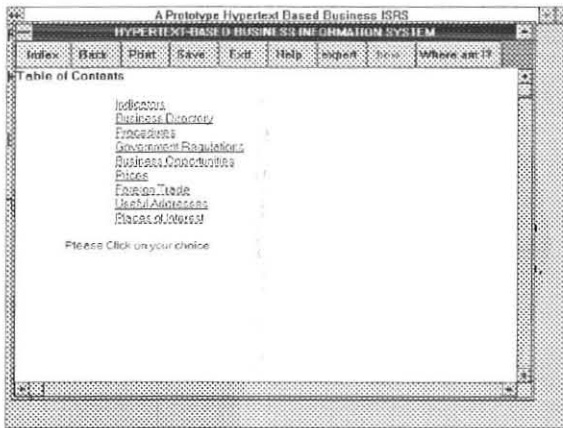 A Prototype Hypertext Based Business ISRS
HYPERTEXT-BASED BUSINESS INFORMATION SYSTEM
Index Back Print Save Exit Help expert how Where am I?
Table of Contents
Indicators
Business Directory
Procedures
Government Regulations
Business Opportunities
Prices
Foreign Trade
Useful Addresses
Places of Interest
Please Click on your choice